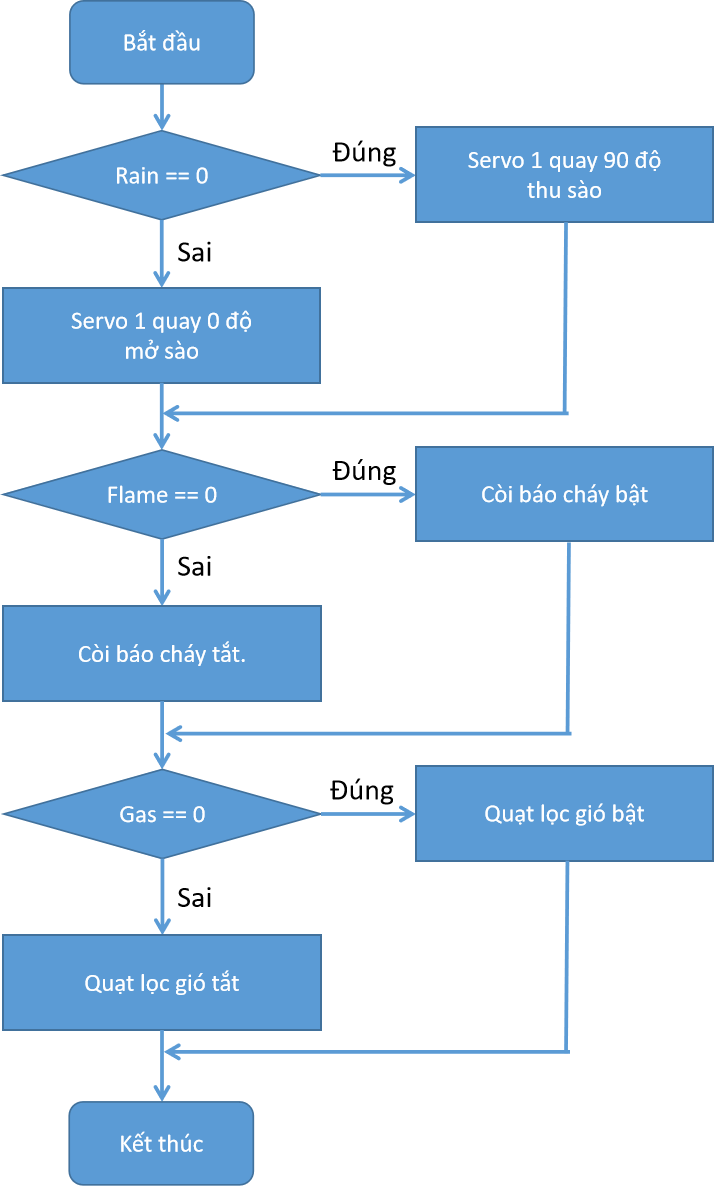 Bắt đầu
Rain == 0
Đúng
Servo 1 quay 90 độ
thu sào
Sai
Servo 1 quay 0 độ
mở sào
Flame == 0
Đúng
Còi báo cháy bật
Sai
Còi báo cháy tắt.
Gas == 0
Đúng
Quạt lọc gió bật
Sai
Quạt lọc gió tắt
Kết thúc